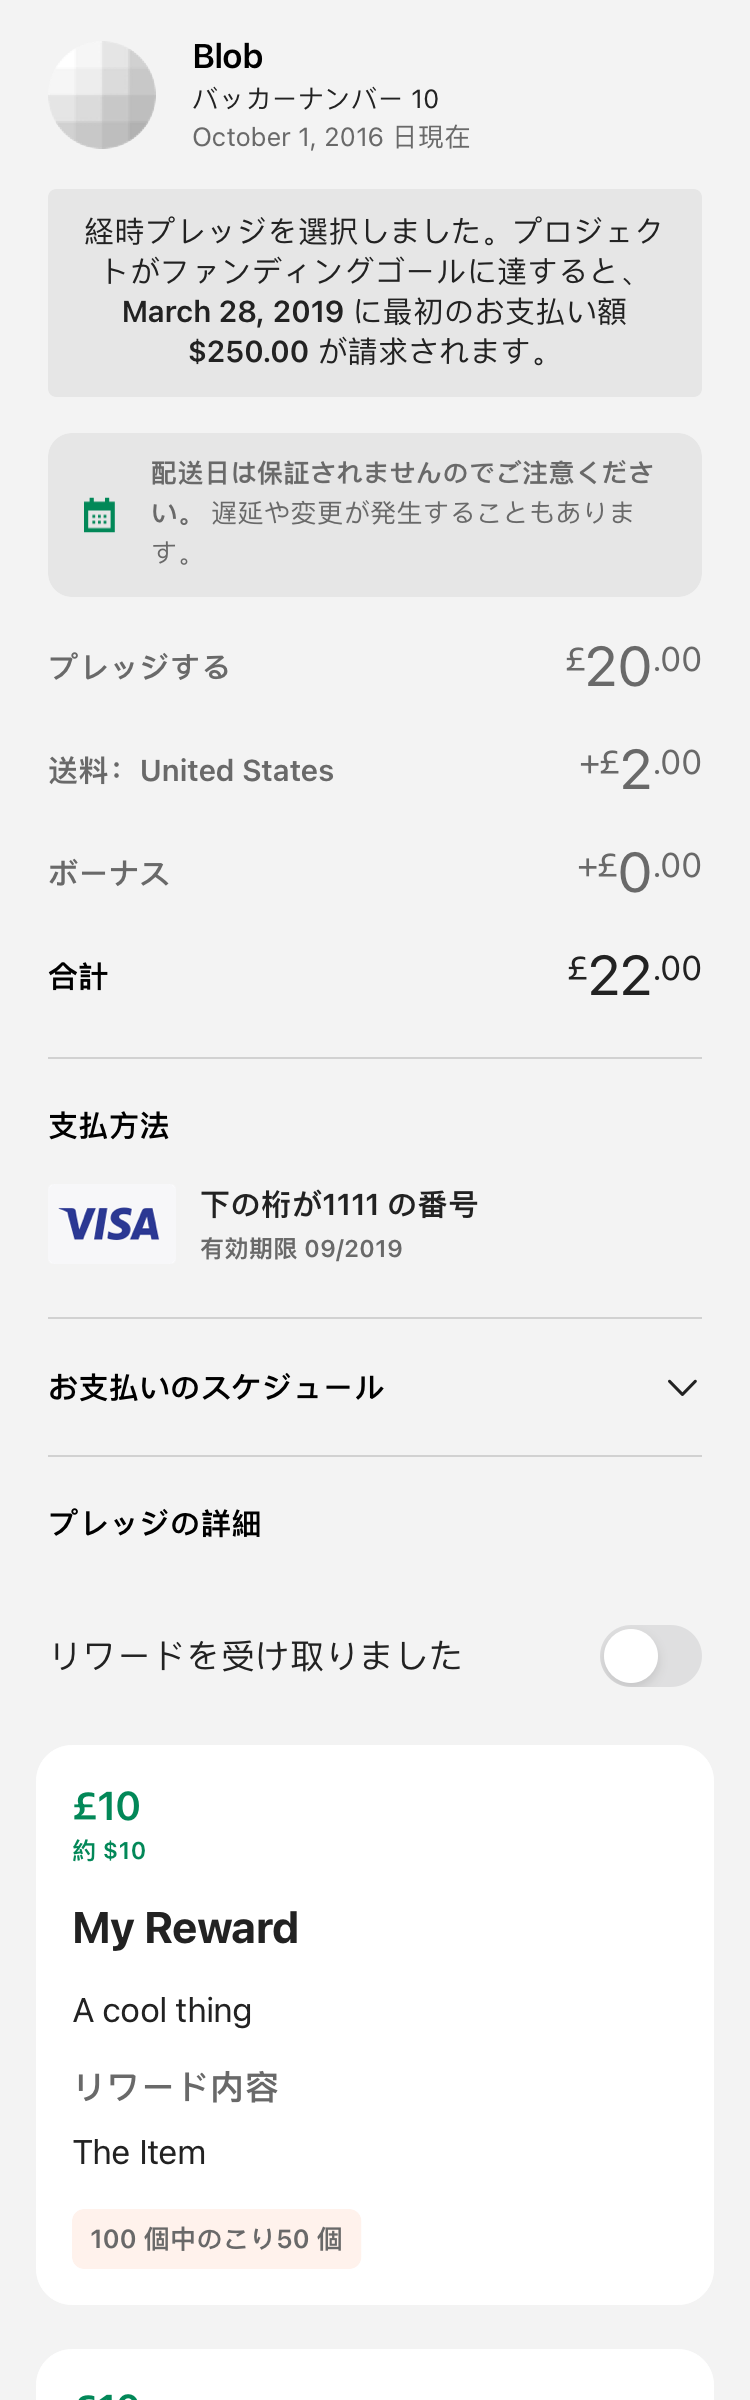 Blob
バッカーナンバー 10
October 1, 2016 日現在
経時プレッジを選択しました。プロジェク
トがファンディングゴールに達すると、
March 28, 2019 に最初のお支払い額
$250.00 が請求されます。
配送日は保証されませんのでご注意くださ
い。 遅延や変更が発生することもありま
す。
プレッジする £20.00
送料： United States +£2.00
ボーナス +£0.00
合計 £22.00
支払方法
VISA
下の桁が1111 の番号
有効期限 09/2019
お支払いのスケジュール
プレッジの詳細
リワードを受け取りました
£10
約 $10
My Reward
A cool thing
リワード内容
The Item
100 個中のこり50 個
£10